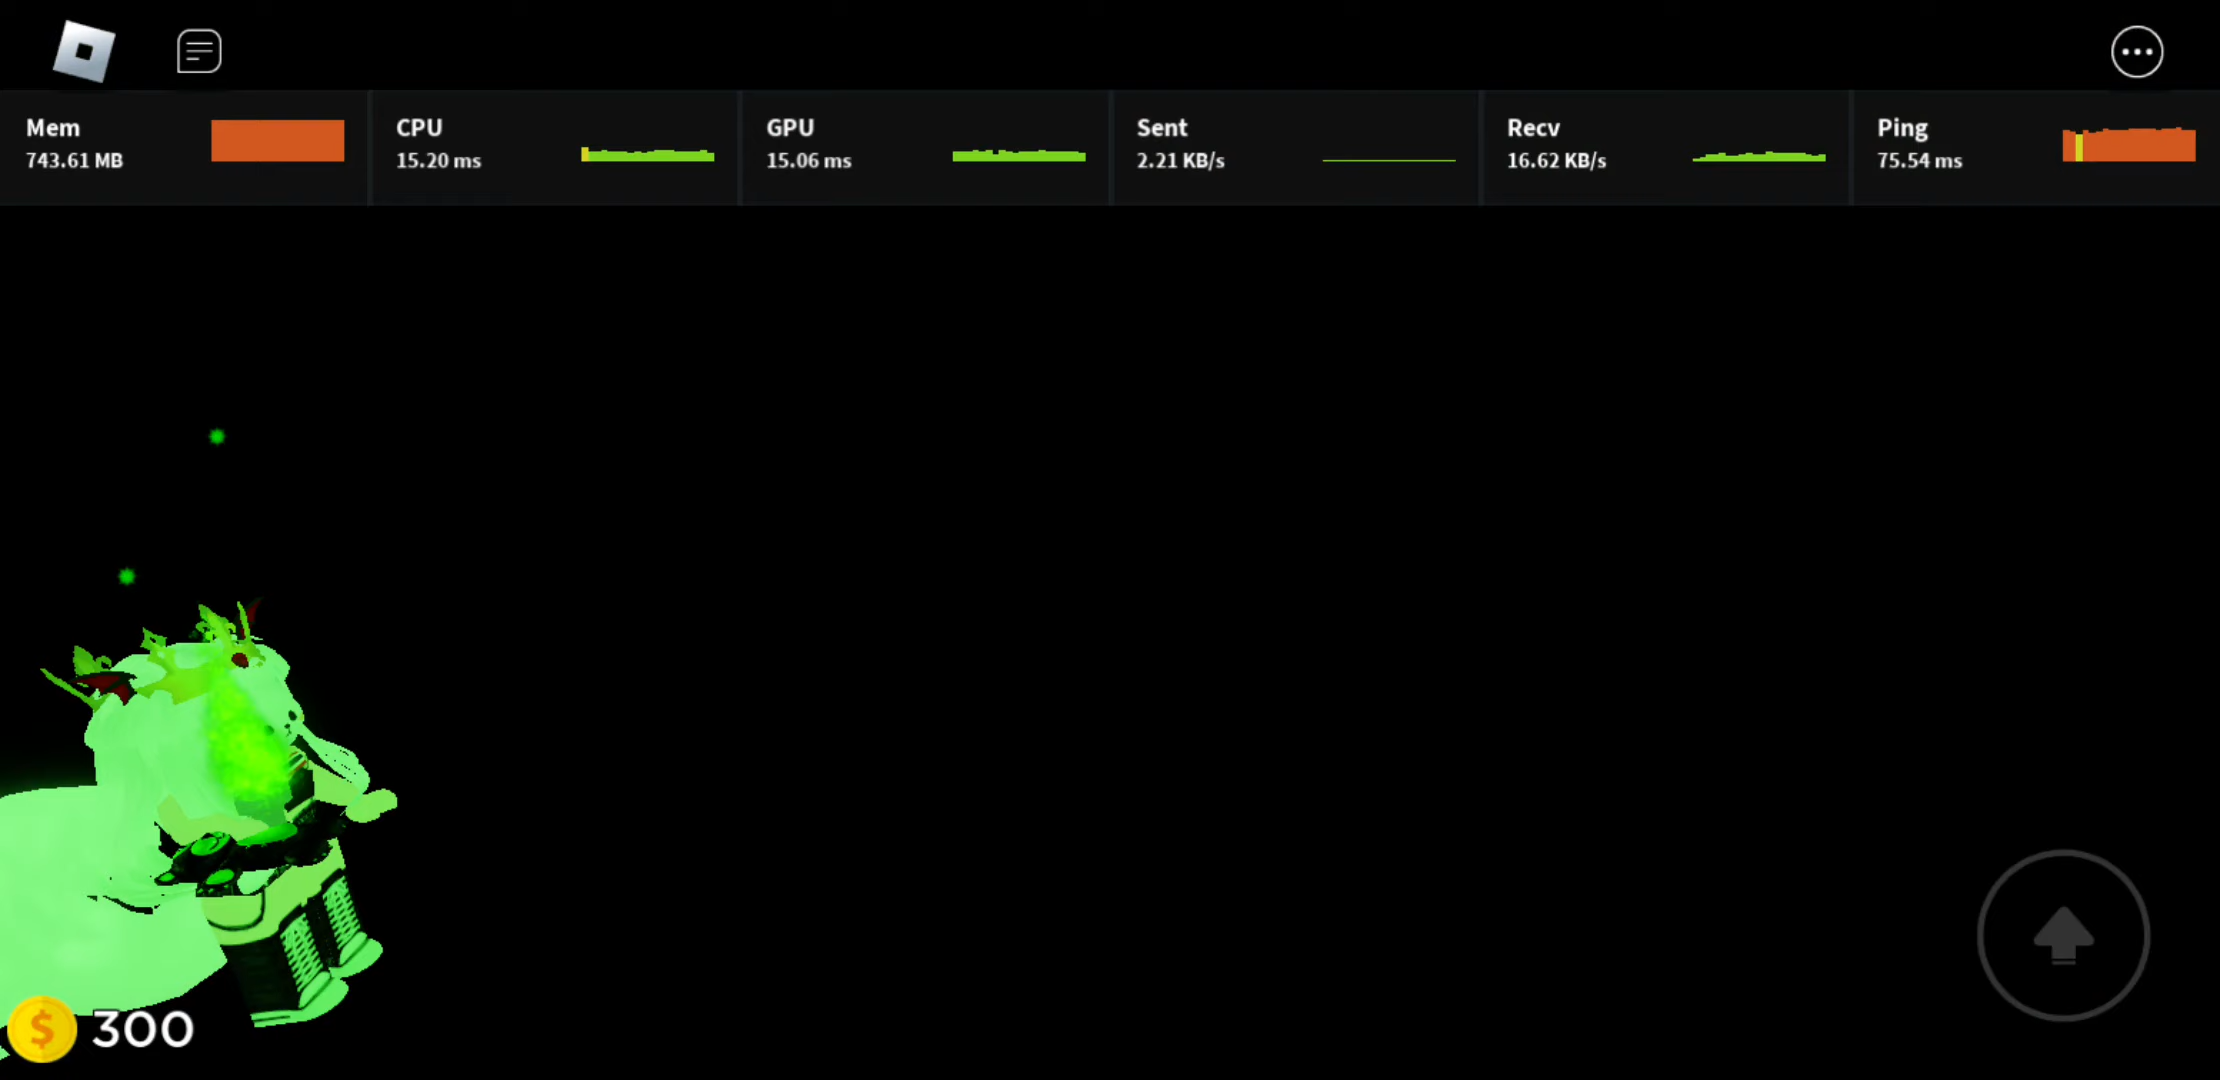 Mem
743.61 MB
CPU
15.20 ms
GPU
15.06 ms
Sent
2.21 KB/s
Recv
16.62 KB/s
Ping
75.54 ms
$ 300